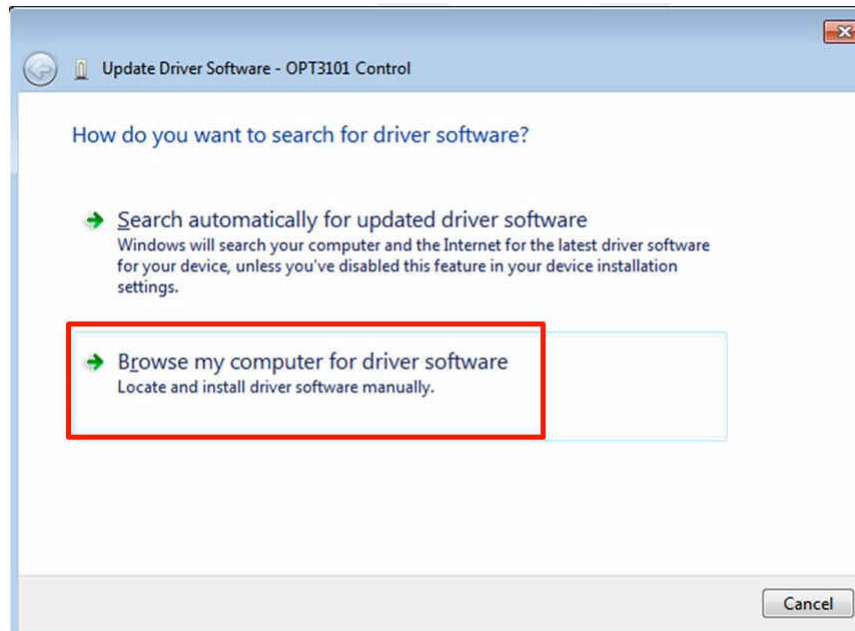 Update Driver Software - OPT3101 Control
How do you want to search for driver software?
Search automatically for updated driver software
Windows will search your computer and the Internet for the latest driver software
for your device, unless you've disabled this feature in your device installation
settings.
Browse my computer for driver software
Locate and install driver software manually.
Cancel